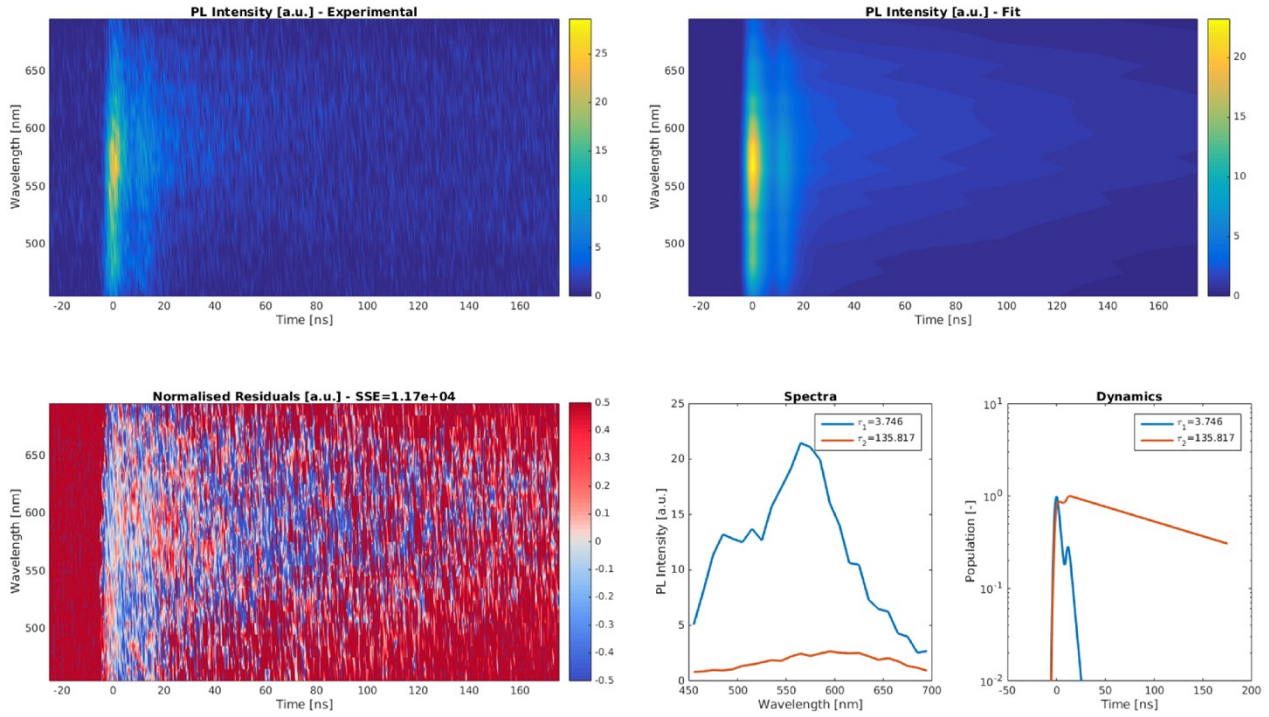 PL Intensity [a.u.] - Experimental
Wavelength [nm]
650
600
550
500
-20 0 20 40 60 80 100 120 140 160
Time [ns]
25
20
15
10
5
0
PL Intensity [a.u.] - Fit
Wavelength [nm]
650
600
550
500
-20 0 20 40 60 80 100 120 140 160
Time [ns]
20
15
10
5
0
Normalised Residuals [a.u.] - SSE=1.17e+04
Wavelength [nm]
650
600
550
500
-20 0 20 40 60 80 100 120 140 160
Time [ns]
0.5
0.4
0.3
0.2
0.1
0
-0.1
-0.2
-0.3
-0.4
-0.5
Spectra
PL Intensity [a.u.]
25
20
15
10
5
0
450 500 550 600 650 700
Wavelength [nm]
τ1=3.746
τ2=135.817
Dynamics
Population [-]
10^1
10^0
10^-1
10^-2
-50 0 50 100 150 200
Time [ns]
τ1=3.746
τ2=135.817